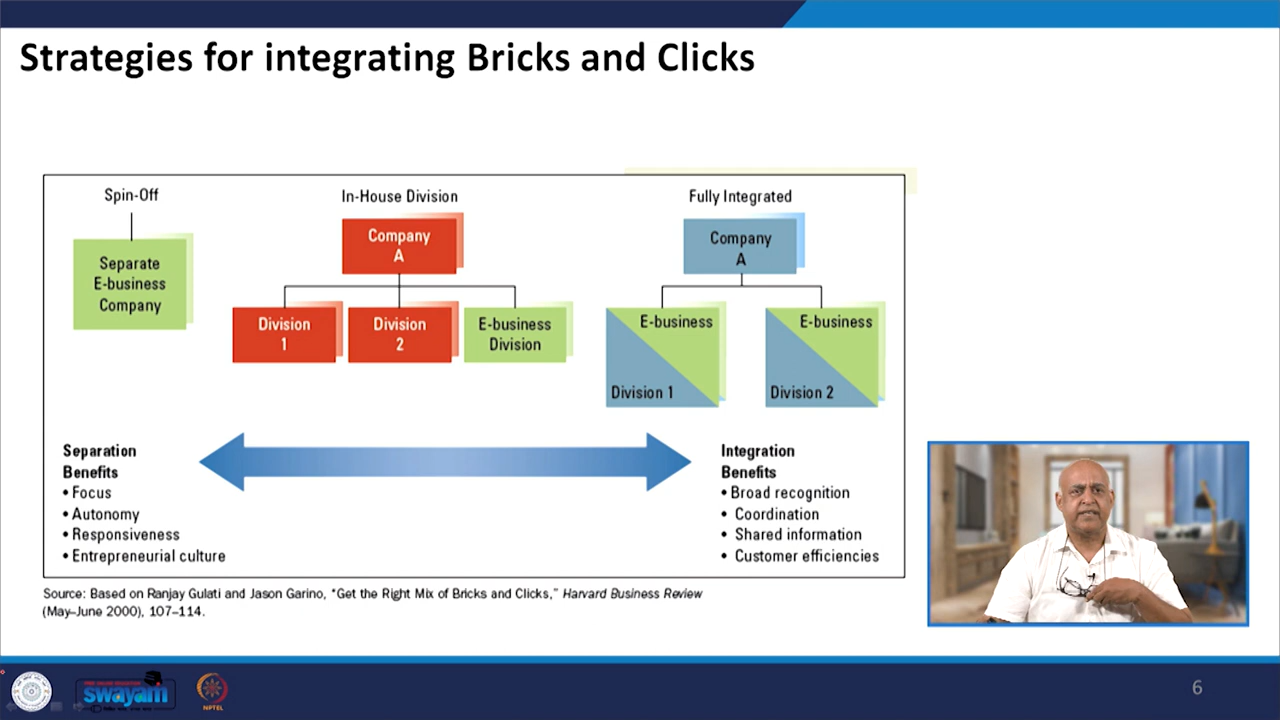 Strategies for integrating Bricks and Clicks
Spin-Off
Separate
E-business
Company
In-House Division
Company
A
Division
1
Division
2
E-business
Division
Fully Integrated
Company
A
E-business
Division 1
E-business
Division 2
Separation
Benefits
• Focus
• Autonomy
• Responsiveness
• Entrepreneurial culture
Integration
Benefits
• Broad recognition
• Coordination
• Shared information
• Customer efficiencies
Source: Based on Ranjay Gulati and Jason Garino, "Get the Right Mix of Bricks and Clicks," Harvard Business Review
(May–June 2000), 107–114.
swayam
NPTEL
6